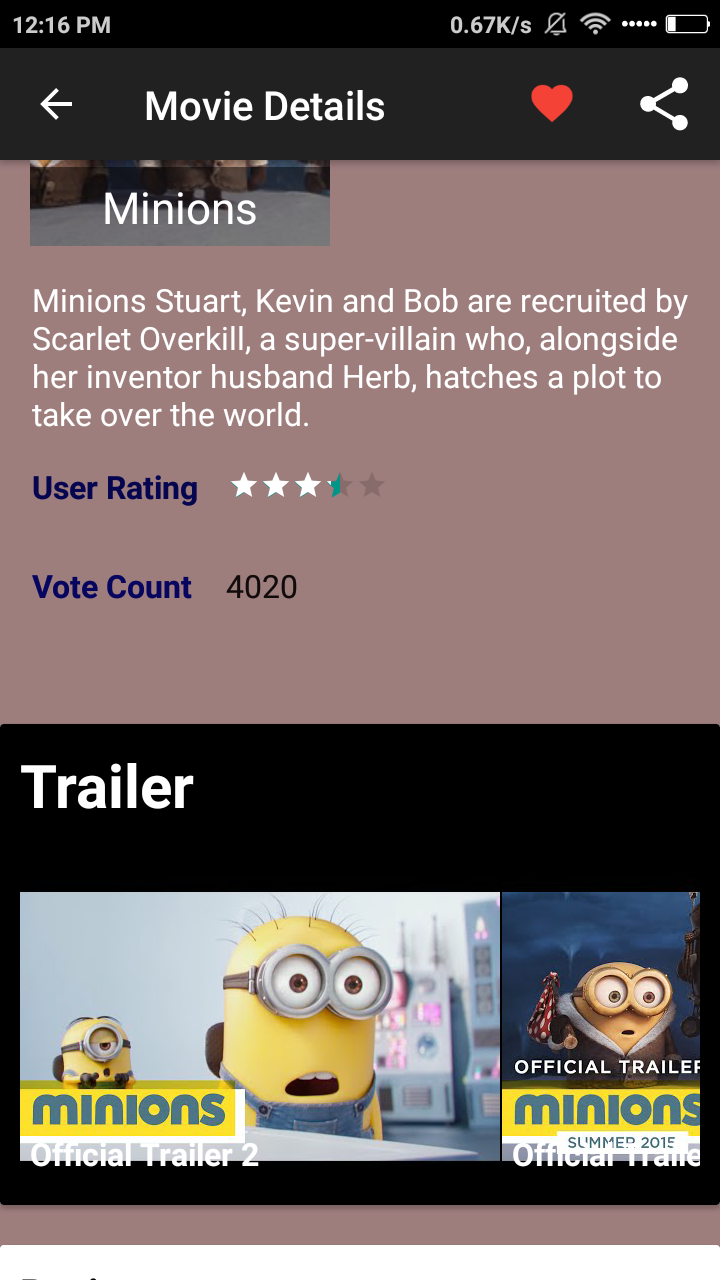 12:16 PM
0.67K/s
Movie Details
Minions
Minions Stuart, Kevin and Bob are recruited by
Scarlet Overkill, a super-villain who, alongside
her inventor husband Herb, hatches a plot to
take over the world.
User Rating
Vote Count 4020
Trailer
MINIONS
Official Trailer 2
OFFICIAL TRAILER
MINIONS
SUMMER 2015
Official Traile